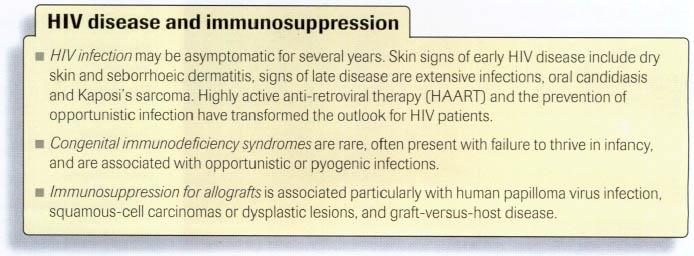 HIV disease and immunosuppression
■ HIV infection may be asymptomatic for several years. Skin signs of early HIV disease include dry
skin and seborrhoeic dermatitis, signs of late disease are extensive infections, oral candidiasis
and Kaposi's sarcoma. Highly active anti-retroviral therapy (HAART) and the prevention of
opportunistic infection have transformed the outlook for HIV patients.
■ Congenital immunodeficiency syndromes are rare, often present with failure to thrive in infancy,
and are associated with opportunistic or pyogenic infections.
■ Immunosuppression for allografts is associated particularly with human papilloma virus infection,
squamous-cell carcinomas or dysplastic lesions, and graft-versus-host disease.